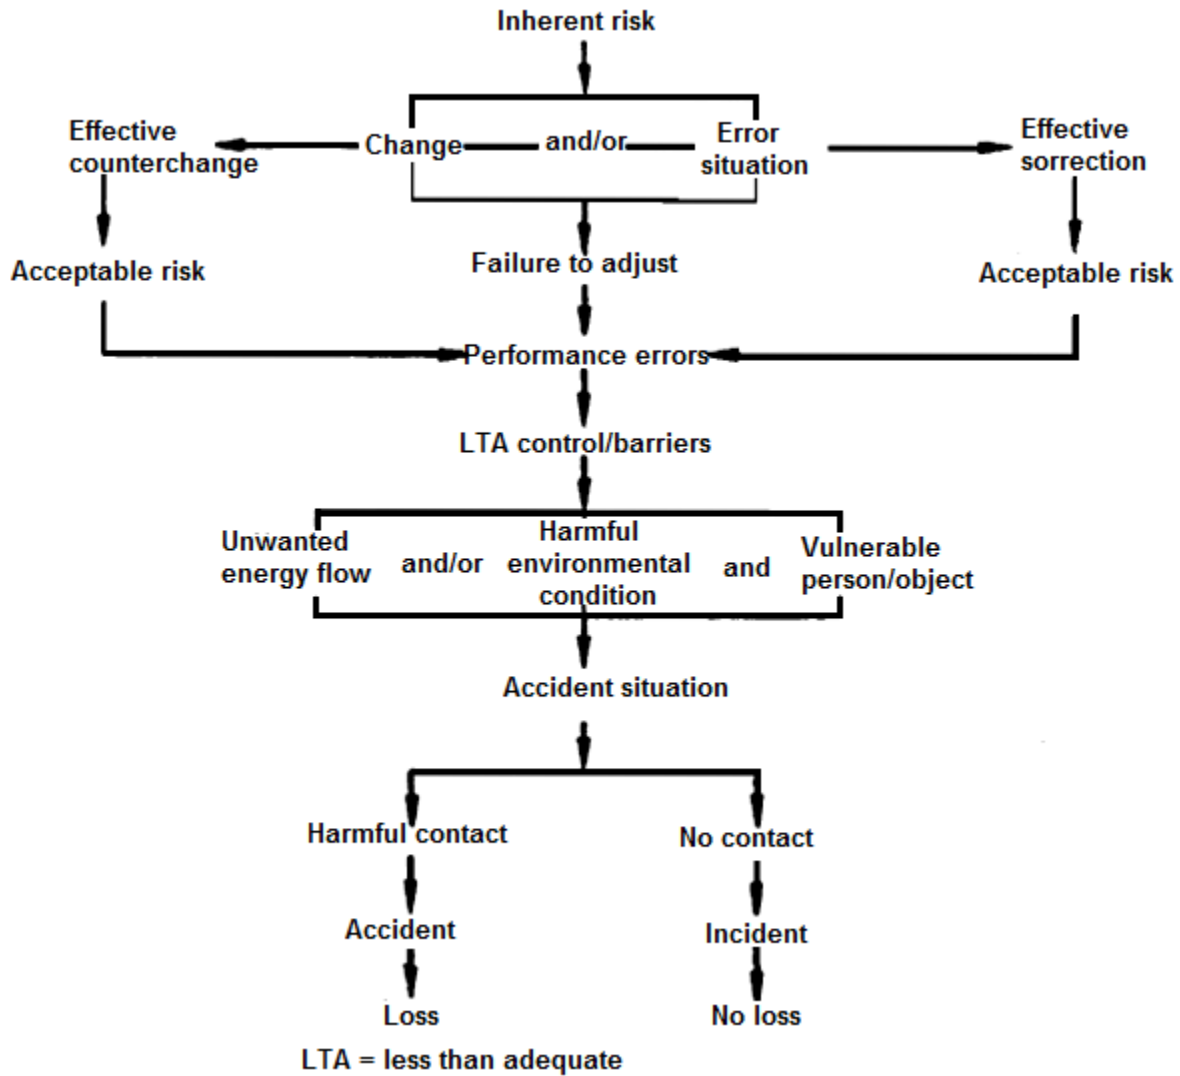 Inherent risk
Effective
counterchange
Change
and/or
Error
situation
Effective
sorrection
Acceptable risk
Failure to adjust
Acceptable risk
Performance errors
LTA control/barriers
Unwanted
energy flow
and/or
Harmful
environmental
condition
and
Vulnerable
person/object
Accident situation
Harmful contact
No contact
Accident
Incident
Loss
No loss
LTA = less than adequate